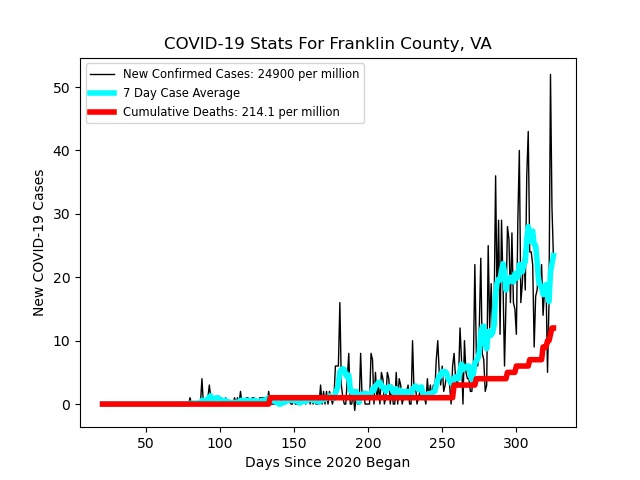 COVID-19 Stats For Franklin County, VA
New Confirmed Cases: 24900 per million
7 Day Case Average
Cumulative Deaths: 214.1 per million
New COVID-19 Cases
50
40
30
20
10
0
50 100 150 200 250 300
Days Since 2020 Began